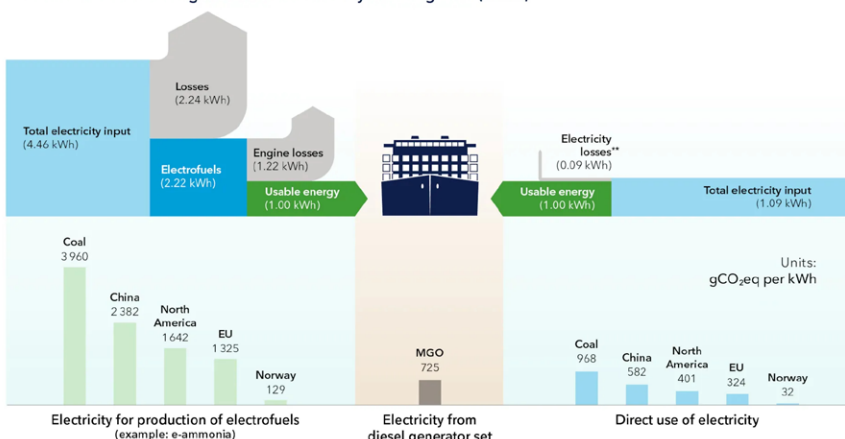 Losses
(2.24 kWh)
Total electricity input
(4.46 kWh)
Electrofuels
(2.22 kWh)
Engine losses
(1.22 kWh)
Usable energy
(1.00 kWh)
Electricity
losses**
(0.09 kWh)
Usable energy
(1.00 kWh)
Total electricity input
(1.09 kWh)
Units:
gCO₂eq per kWh
Coal
3 960
China
2 382
North
America
1 642
EU
1 325
Norway
129
MGO
725
Coal
968
China
582
North
America
401
EU
324
Norway
32
Electricity for production of electrofuels
(example: e-ammonia)
Electricity from
diesel generator set
Direct use of electricity